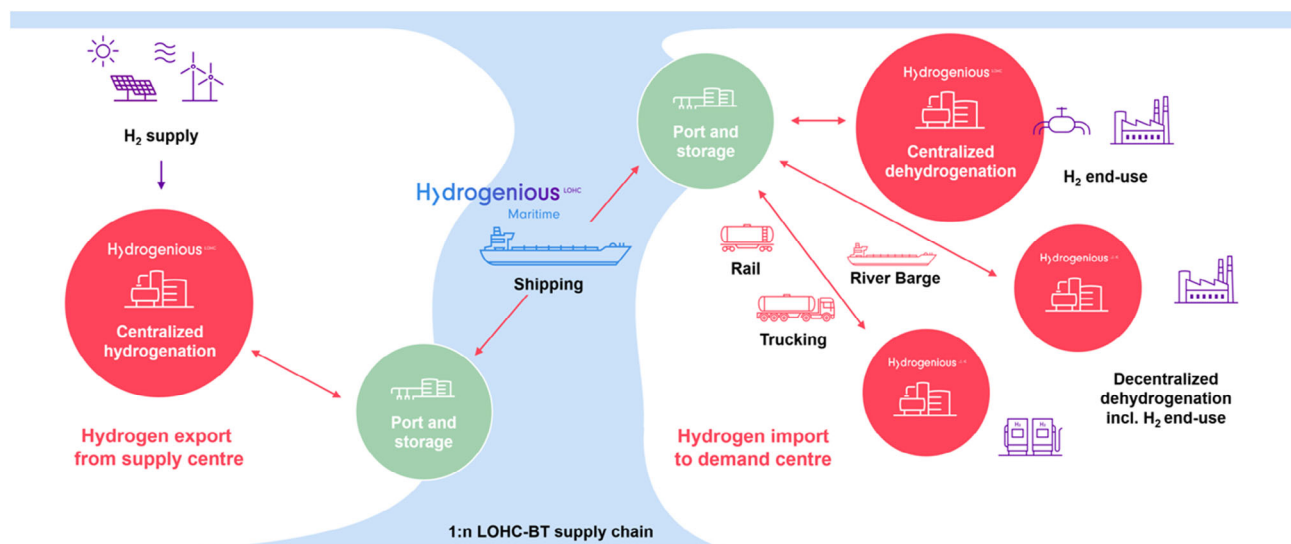 H₂ supply
Hydrogenious LOHC
Centralized
hydrogenation
Hydrogen export
from supply centre
Port and
storage
Hydrogenious LOHC
Maritime
Shipping
1:n LOHC-BT supply chain
Port and
storage
Hydrogenious LOHC
Centralized
dehydrogenation
H₂ end-use
Rail
River Barge
Trucking
Hydrogenious
Hydrogenious
Decentralized
dehydrogenation
incl. H₂ end-use
Hydrogen import
to demand centre